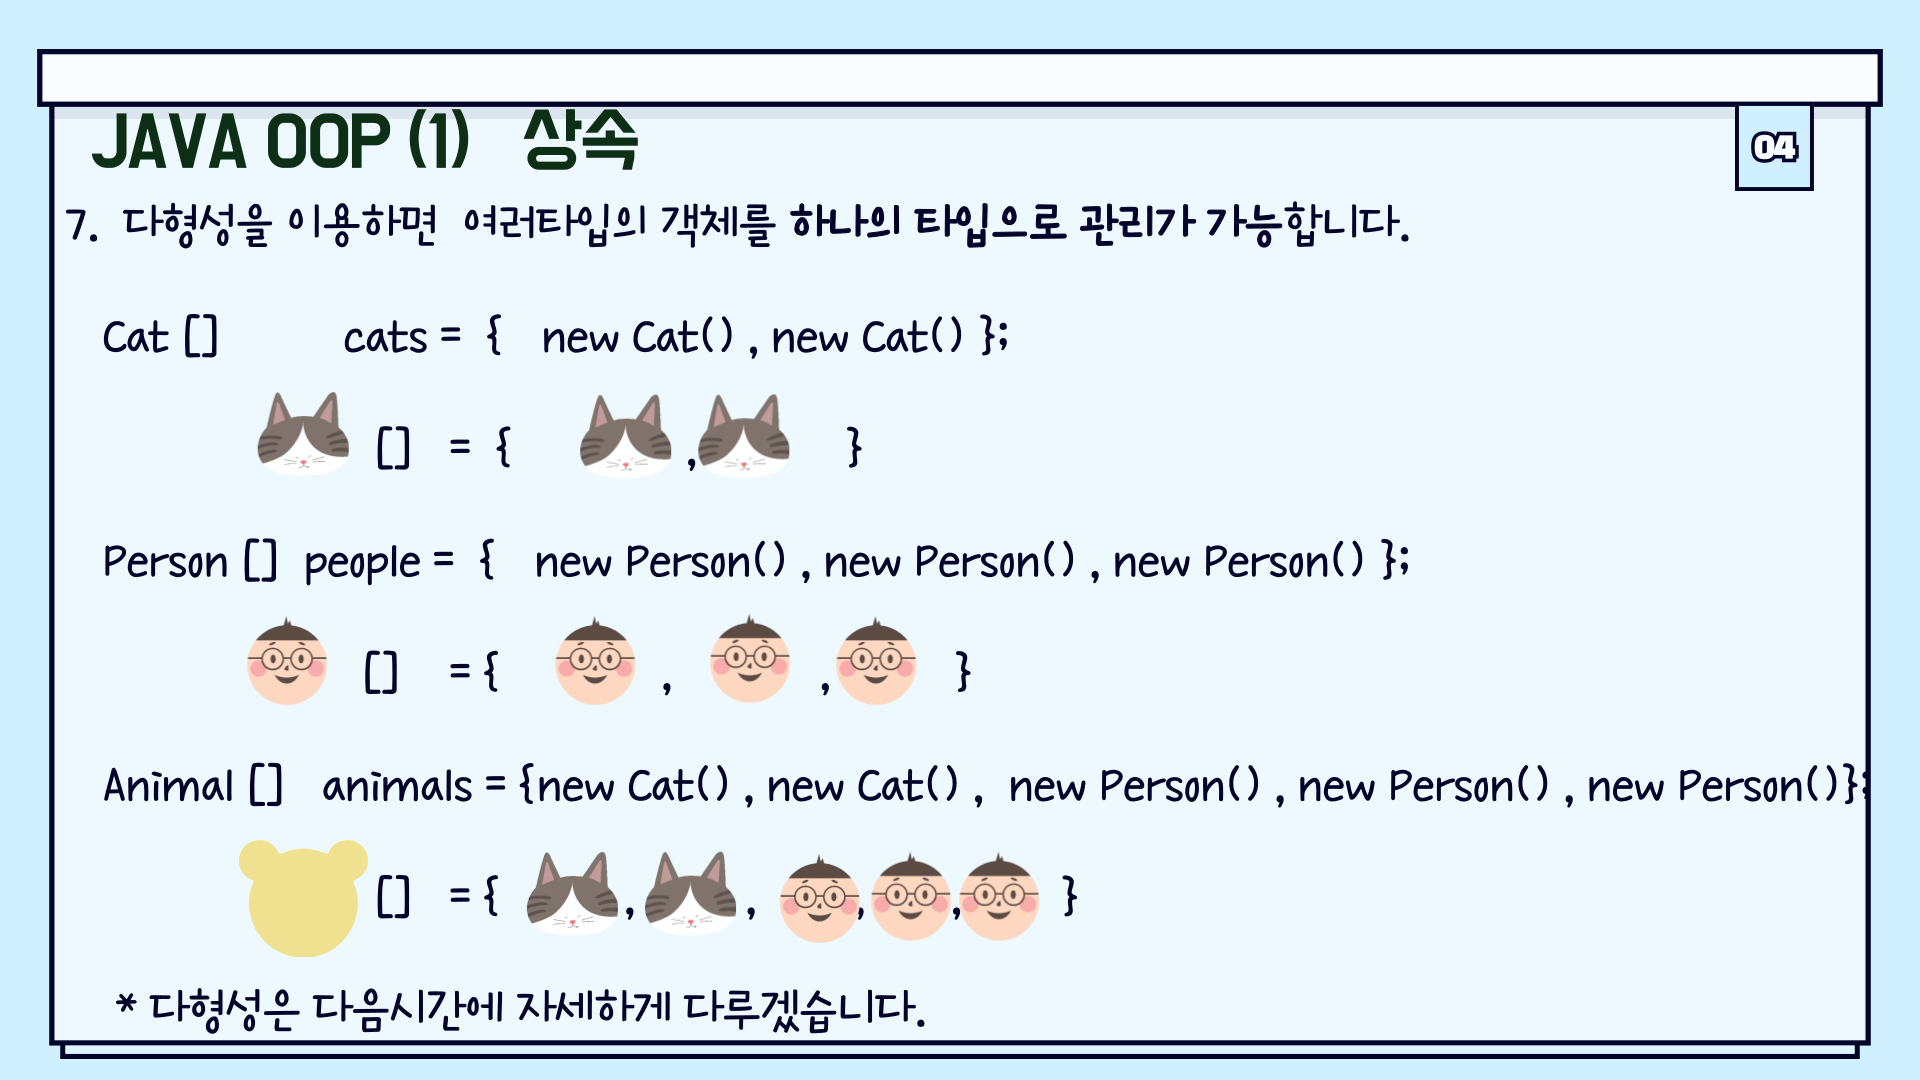 JAVA OOP (1) 상속
04
7. 다형성을 이용하면 여러타입의 객체를 하나의 타입으로 관리가 가능합니다.
Cat [] cats = { new Cat() , new Cat() };
[] = { , }
Person [] people = { new Person() , new Person() , new Person() };
[] = { , , }
Animal [] animals = {new Cat() , new Cat() , new Person() , new Person() , new Person()};
[] = { , , , , }
* 다형성은 다음시간에 자세하게 다루겠습니다.